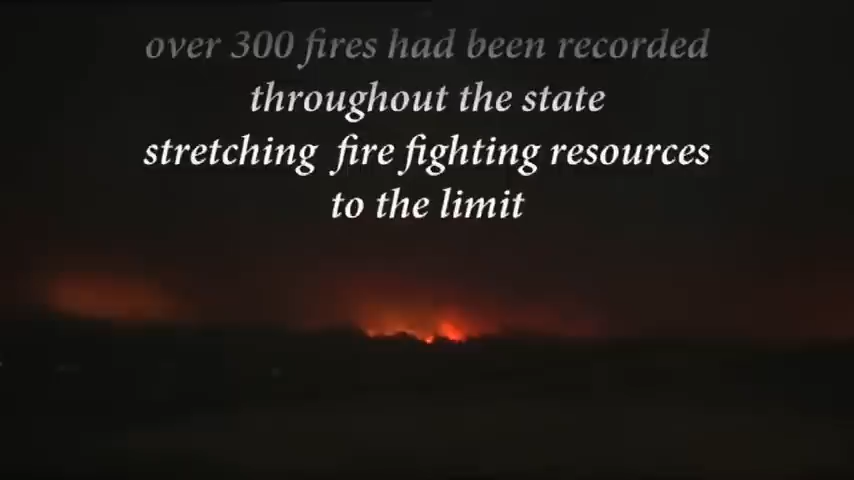 over 300 fires had been recorded
throughout the state
stretching fire fighting resources
to the limit